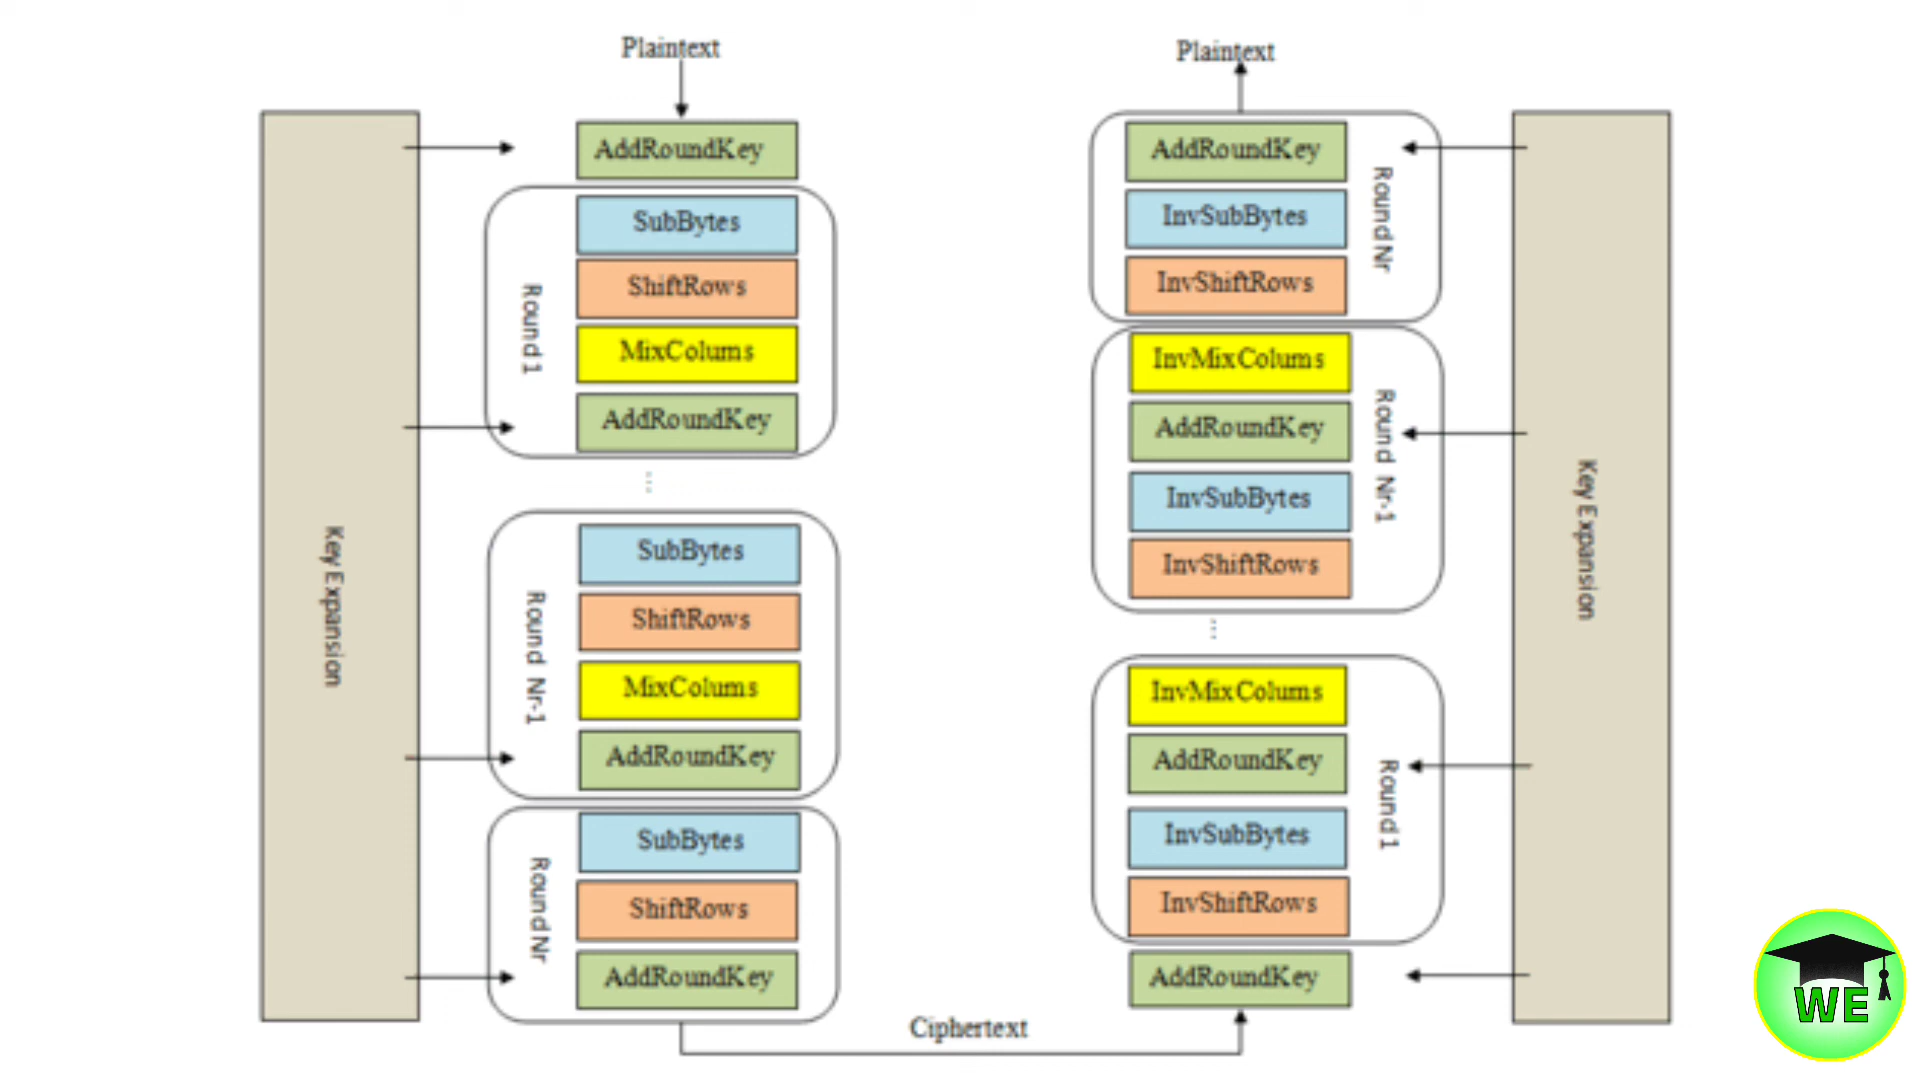 Plaintext
AddRoundKey
SubBytes
ShiftRows
MixColums
AddRoundKey
Round 1
...
SubBytes
ShiftRows
MixColums
AddRoundKey
Round Nr-1
SubBytes
ShiftRows
AddRoundKey
Round Nr
Key Expansion
Ciphertext
Plaintext
AddRoundKey
InvSubBytes
InvShiftRows
Round Nr
InvMixColums
AddRoundKey
InvSubBytes
InvShiftRows
Round Nr-1
...
InvMixColums
AddRoundKey
InvSubBytes
InvShiftRows
Round 1
AddRoundKey
Key Expansion
WE